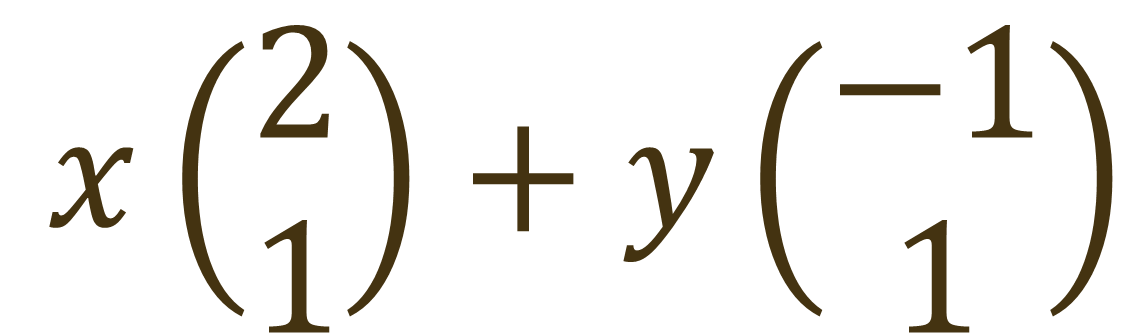 x(2 1) + y(−1 1)